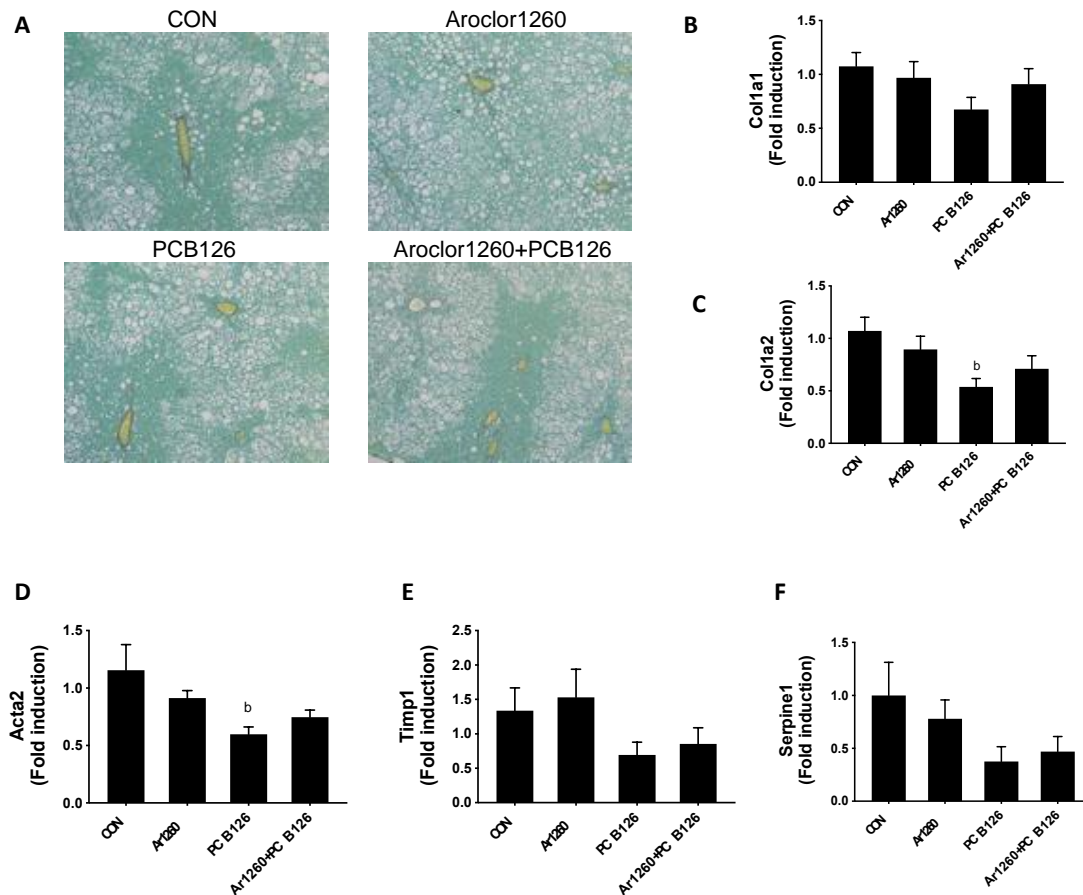 A
CON
Aroclor1260
PCB126
Aroclor1260+PCB126
B
Col1a1
(Fold induction)
1.5
1.0
0.5
0.0
CON
Ar1260
PC B126
Ar1260+PC B126
C
Col1a2
(Fold induction)
1.5
1.0
0.5
0.0
b
CON
Ar1260
PC B126
Ar1260+PC B126
D
Acta2
(Fold induction)
1.5
1.0
0.5
0.0
b
CON
Ar1260
PC B126
Ar1260+PC B126
E
Timp1
(Fold induction)
2.5
2.0
1.5
1.0
0.5
0.0
CON
Ar1260
PC B126
Ar1260+PC B126
F
Serpine1
(Fold induction)
1.5
1.0
0.5
0.0
CON
Ar1260
PC B126
Ar1260+PC B126